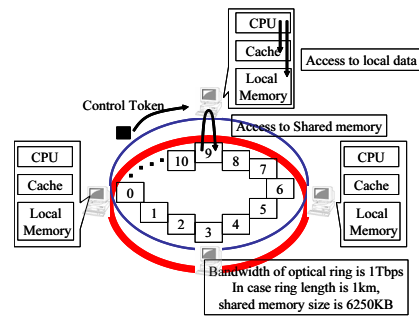 CPU
Cache
Local
Memory
Access to local data
Control Token
Access to Shared memory
CPU
Cache
Local
Memory
10
9
8
7
6
5
4
3
2
1
0
CPU
Cache
Local
Memory
Bandwidth of optical ring is 1Tbps
In case ring length is 1km,
shared memory size is 6250KB